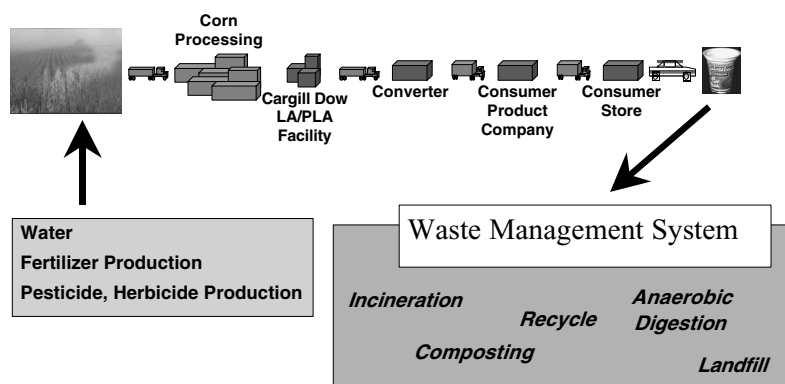 Corn
Processing
Cargill Dow
LA/PLA
Facility
Converter
Consumer
Product
Company
Consumer
Store
Water
Fertilizer Production
Pesticide, Herbicide Production
Waste Management System
Incineration
Recycle
Anaerobic
Digestion
Composting
Landfill